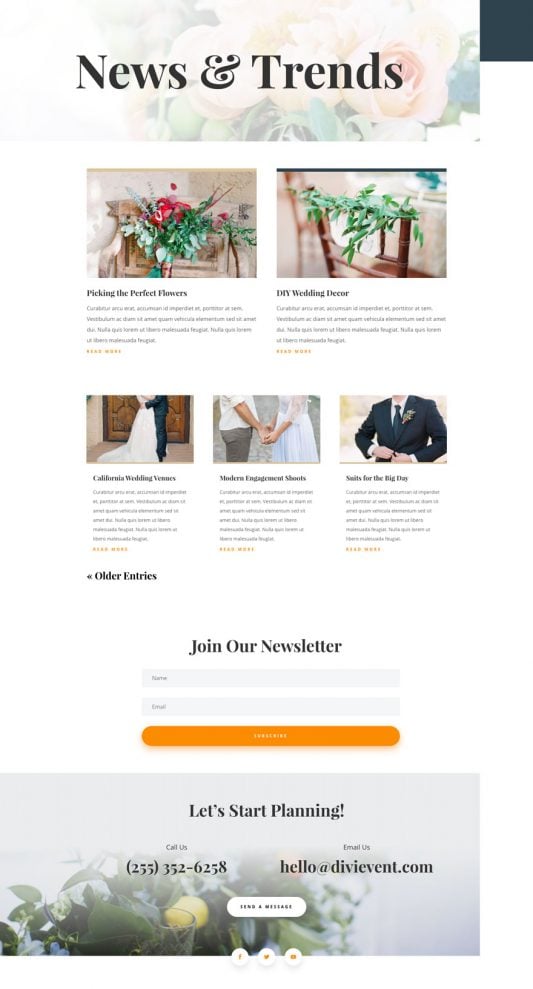 News & Trends
Picking the Perfect Flowers
Curabitur arcu erat, accumsan id imperdiet et, porttitor at sem.
Vestibulum ac diam sit amet quam vehicula elementum sed sit amet
dui. Nulla quis lorem ut libero malesuada feugiat. Nulla quis lorem
ut libero malesuada feugiat.
READ MORE
DIY Wedding Decor
Curabitur arcu erat, accumsan id imperdiet et, porttitor at sem.
Vestibulum ac diam sit amet quam vehicula elementum sed sit amet
dui. Nulla quis lorem ut libero malesuada feugiat. Nulla quis lorem
ut libero malesuada feugiat.
READ MORE
California Wedding Venues
Curabitur arcu erat, accumsan id imperdiet
et, porttitor at sem. Vestibulum ac diam sit
amet quam vehicula elementum sed sit
amet dui. Nulla quis lorem ut libero
malesuada feugiat. Nulla quis lorem ut
libero malesuada feugiat.
READ MORE
Modern Engagement Shoots
Curabitur arcu erat, accumsan id imperdiet
et, porttitor at sem. Vestibulum ac diam sit
amet quam vehicula elementum sed sit
amet dui. Nulla quis lorem ut libero
malesuada feugiat. Nulla quis lorem ut
libero malesuada feugiat.
READ MORE
Suits for the Big Day
Curabitur arcu erat, accumsan id imperdiet
et, porttitor at sem. Vestibulum ac diam sit
amet quam vehicula elementum sed sit
amet dui. Nulla quis lorem ut libero
malesuada feugiat. Nulla quis lorem ut
libero malesuada feugiat.
READ MORE
« Older Entries
Join Our Newsletter
Name
Email
SUBSCRIBE
Let's Start Planning!
Call Us
(255) 352-6258
Email Us
hello@divievent.com
SEND A MESSAGE